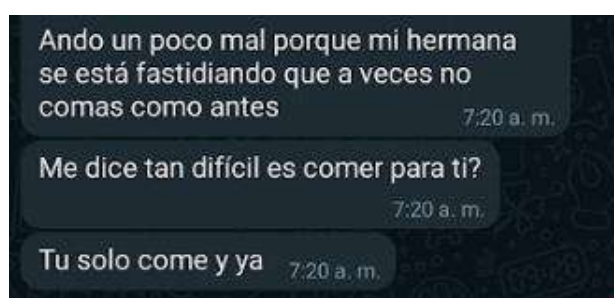 Ando un poco mal porque mi hermana
se está fastidiando que a veces no
comas como antes
7:20 a. m.
Me dice tan difícil es comer para ti?
7:20 a. m.
Tu solo come y ya 7:20 a. m.